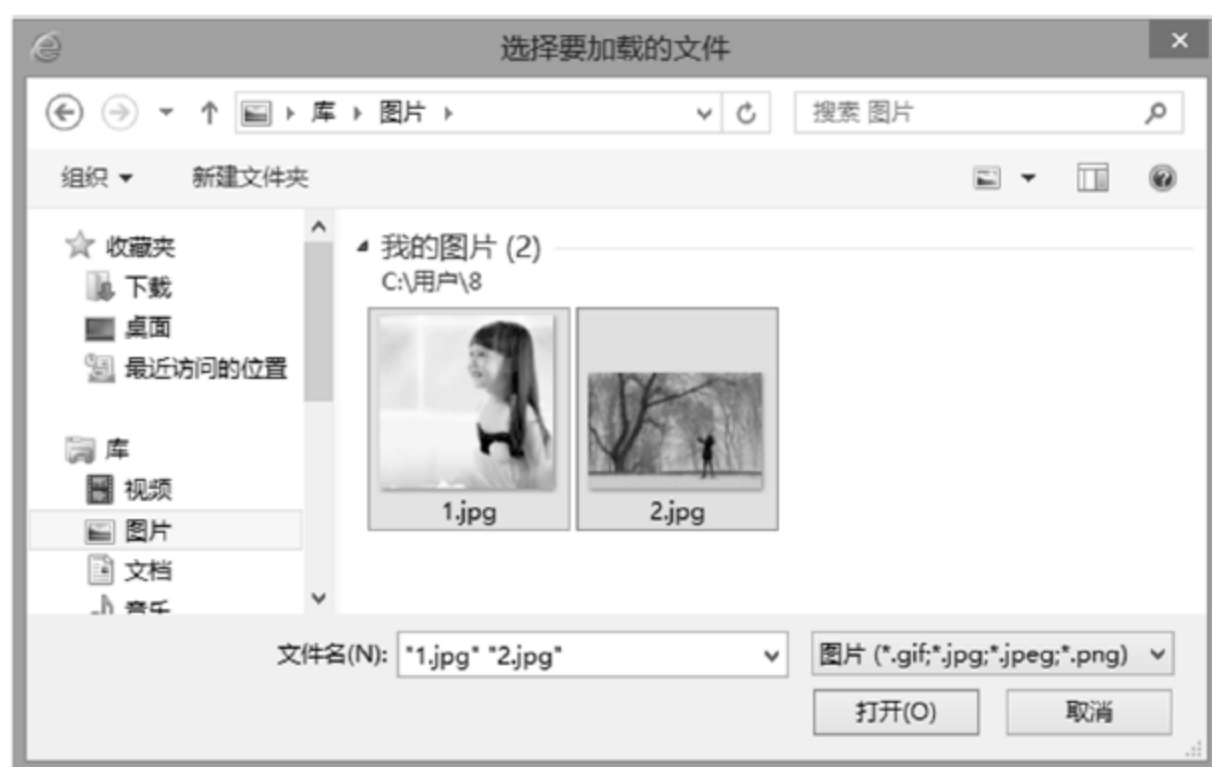 选择要加载的文件
库 图片
搜索 图片
组织 新建文件夹
收藏夹
下载
桌面
最近访问的位置
库
视频
图片
文档
音乐
我的图片 (2)
C:\用户\8
1.jpg 2.jpg
文件名(N): "1.jpg" "2.jpg" 图片 (*.gif;*.jpg;*.jpeg;*.png)
打开(O) 取消